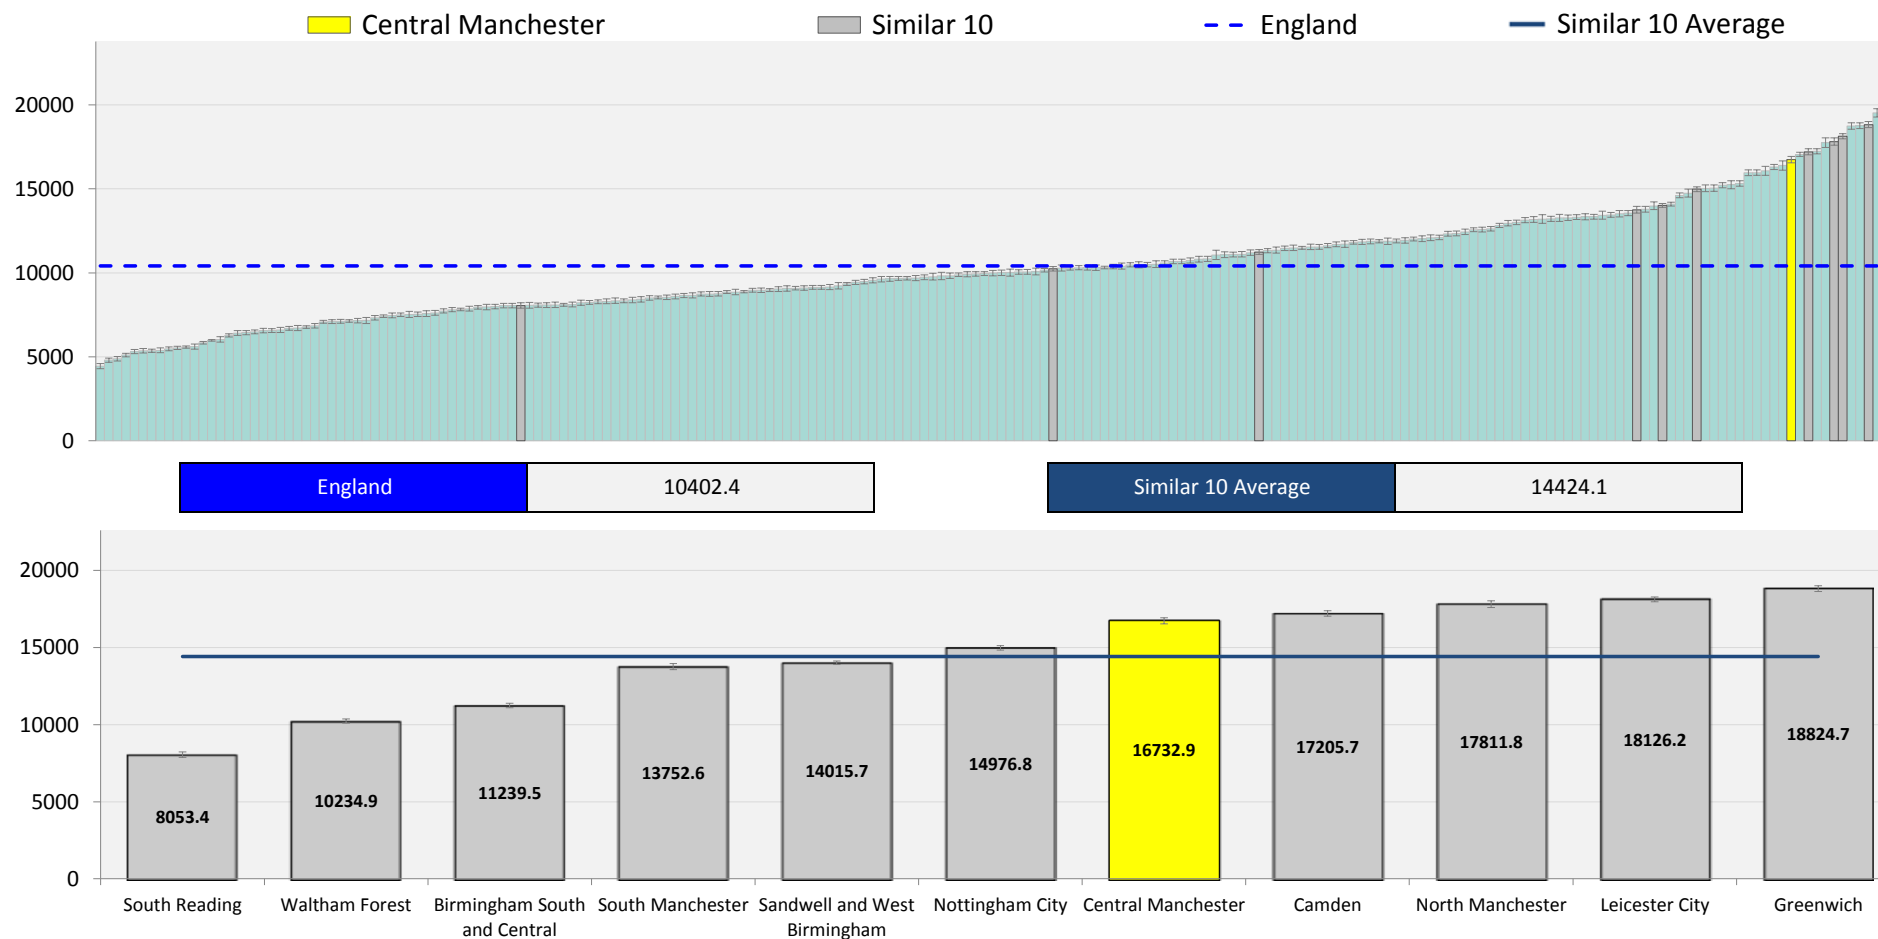 Central Manchester
Similar 10
England
Similar 10 Average
20000
15000
10000
5000
0
England
10402.4
Similar 10 Average
14424.1
20000
15000
10000
5000
0
8053.4
10234.9
11239.5
13752.6
14015.7
14976.8
16732.9
17205.7
17811.8
18126.2
18824.7
South Reading
Waltham Forest
Birmingham South
and Central
South Manchester
Sandwell and West
Birmingham
Nottingham City
Central Manchester
Camden
North Manchester
Leicester City
Greenwich